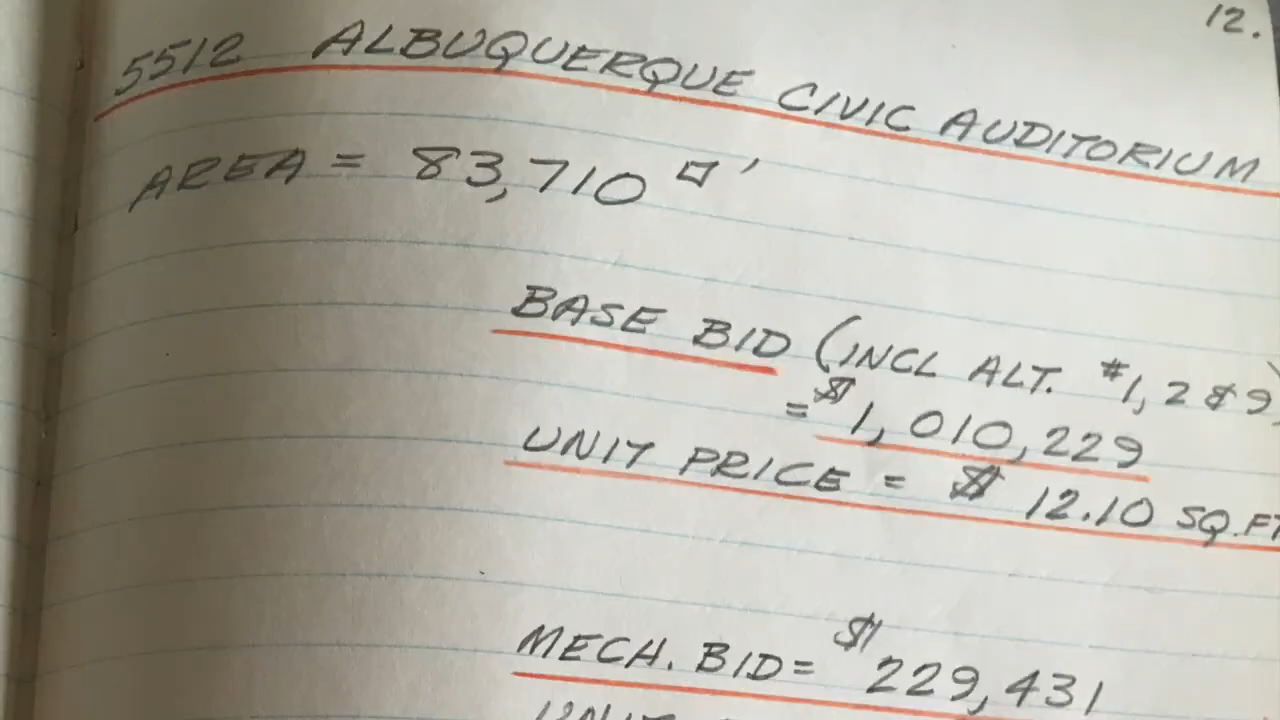 12.
5512 ALBUQUERQUE CIVIC AUDITORIUM
AREA = 83,710 □'
BASE BID (INCL ALT. #1, 2 & 9)
= $1,010,229
UNIT PRICE = $ 12.10 SQ.FT
MECH. BID = $229,431
UNIT